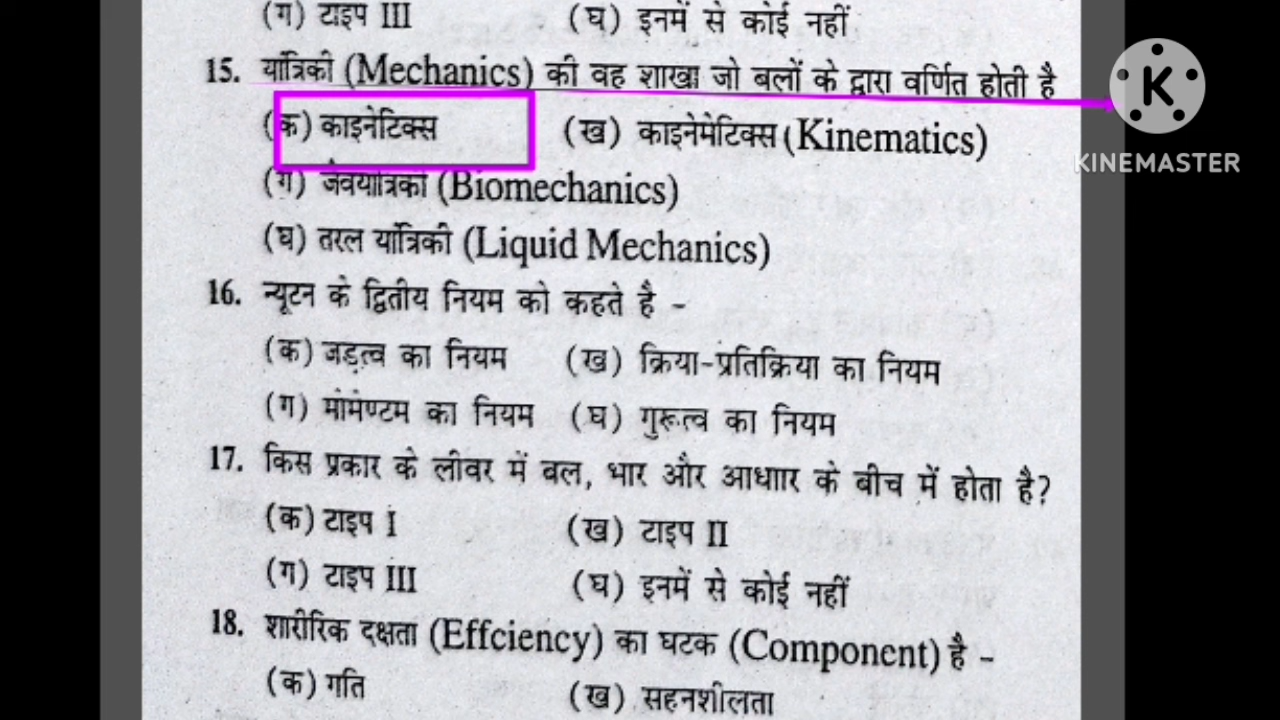 (ग) टाइप III (घ) इनमें से कोई नहीं
15. यांत्रिकी (Mechanics) की वह शाखा जो बलों के द्वारा वर्णित होती है
(क) काइनेटिक्स (ख) काइनेमेटिक्स (Kinematics)
(ग) जैवयांत्रिकी (Biomechanics)
(घ) तरल यांत्रिकी (Liquid Mechanics)
16. न्यूटन के द्वितीय नियम को कहते है -
(क) जड़त्व का नियम (ख) क्रिया-प्रतिक्रिया का नियम
(ग) मोमेण्टम का नियम (घ) गुरूत्व का नियम
17. किस प्रकार के लीवर में बल, भार और आधाार के बीच में होता है?
(क) टाइप I (ख) टाइप II
(ग) टाइप III (घ) इनमें से कोई नहीं
18. शारीरिक दक्षता (Effciency) का घटक (Component) है -
(क) गति (ख) सहनशीलता
K
KINEMASTER